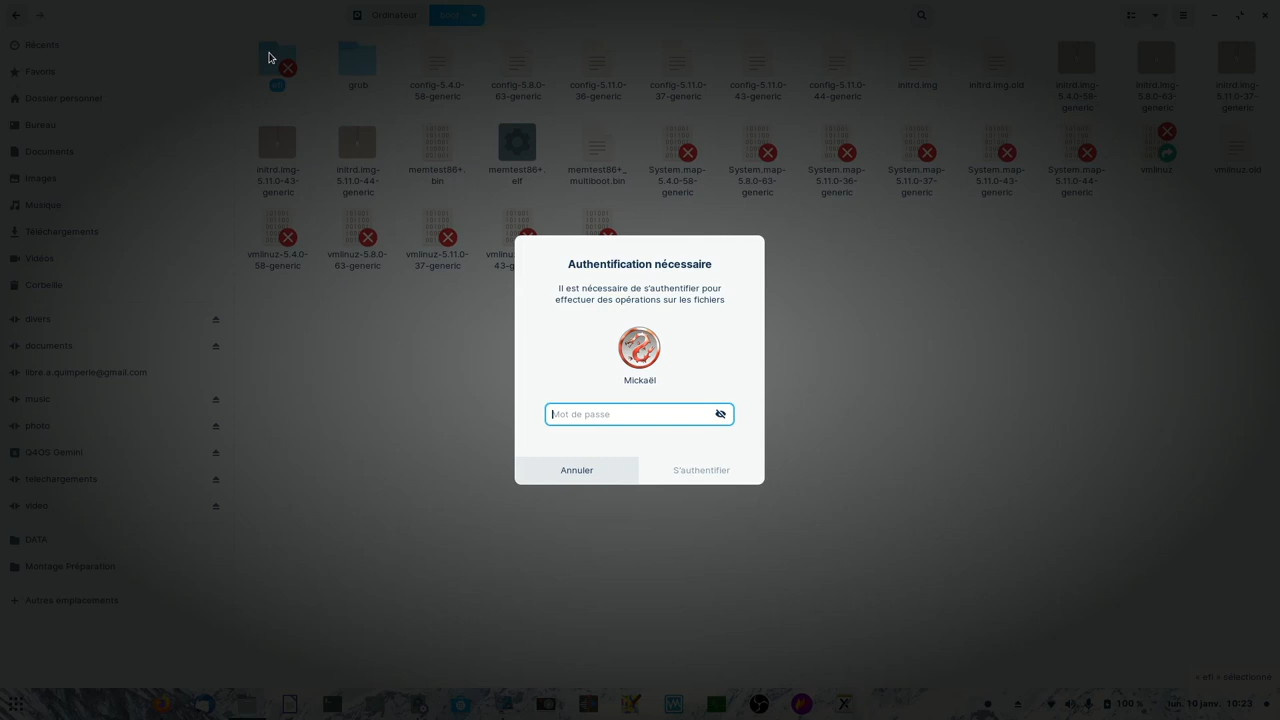 Ordinateur
boot
Récents
Favoris
Dossier personnel
Bureau
Documents
Images
Musique
Téléchargements
Vidéos
Corbeille
divers
documents
libre.a.quimperle@gmail.com
music
photo
Q4OS Gemini
telechargements
video
DATA
Montage Préparation
Autres emplacements
efi
grub
config-5.4.0-
58-generic
config-5.8.0-
63-generic
config-5.11.0-
36-generic
config-5.11.0-
37-generic
config-5.11.0-
43-generic
config-5.11.0-
44-generic
initrd.img
initrd.img.old
initrd.img-
5.4.0-58-
generic
initrd.img-
5.8.0-63-
generic
initrd.img-
5.11.0-37-
generic
initrd.img-
5.11.0-43-
generic
initrd.img-
5.11.0-44-
generic
memtest86+.
bin
memtest86+.
elf
memtest86+_
multiboot.bin
System.map-
5.4.0-58-
generic
System.map-
5.8.0-63-
generic
System.map-
5.11.0-36-
generic
System.map-
5.11.0-37-
generic
System.map-
5.11.0-43-
generic
System.map-
5.11.0-44-
generic
vmlinuz
vmlinuz.old
vmlinuz-5.4.0-
58-generic
vmlinuz-5.8.0-
63-generic
vmlinuz-5.11.0-
37-generic
Authentification nécessaire
Il est nécessaire de s'authentifier pour
effectuer des opérations sur les fichiers
Mickaël
Mot de passe
Annuler
S'authentifier
« efi » sélectionné
100 %
lun. 10 janv. 10:23